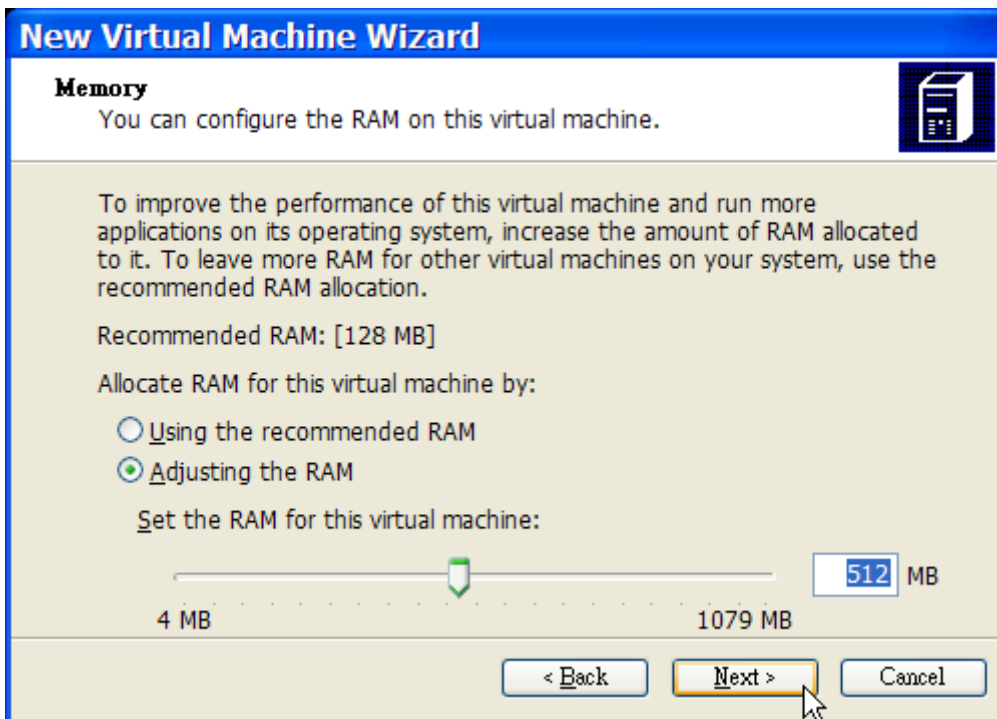 New Virtual Machine Wizard
Memory
You can configure the RAM on this virtual machine.
To improve the performance of this virtual machine and run more
applications on its operating system, increase the amount of RAM allocated
to it. To leave more RAM for other virtual machines on your system, use the
recommended RAM allocation.
Recommended RAM: [128 MB]
Allocate RAM for this virtual machine by:
Using the recommended RAM
Adjusting the RAM
Set the RAM for this virtual machine:
512 MB
4 MB 1079 MB
< Back Next > Cancel